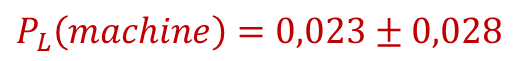 P_L(machine) = 0,023 ± 0,028